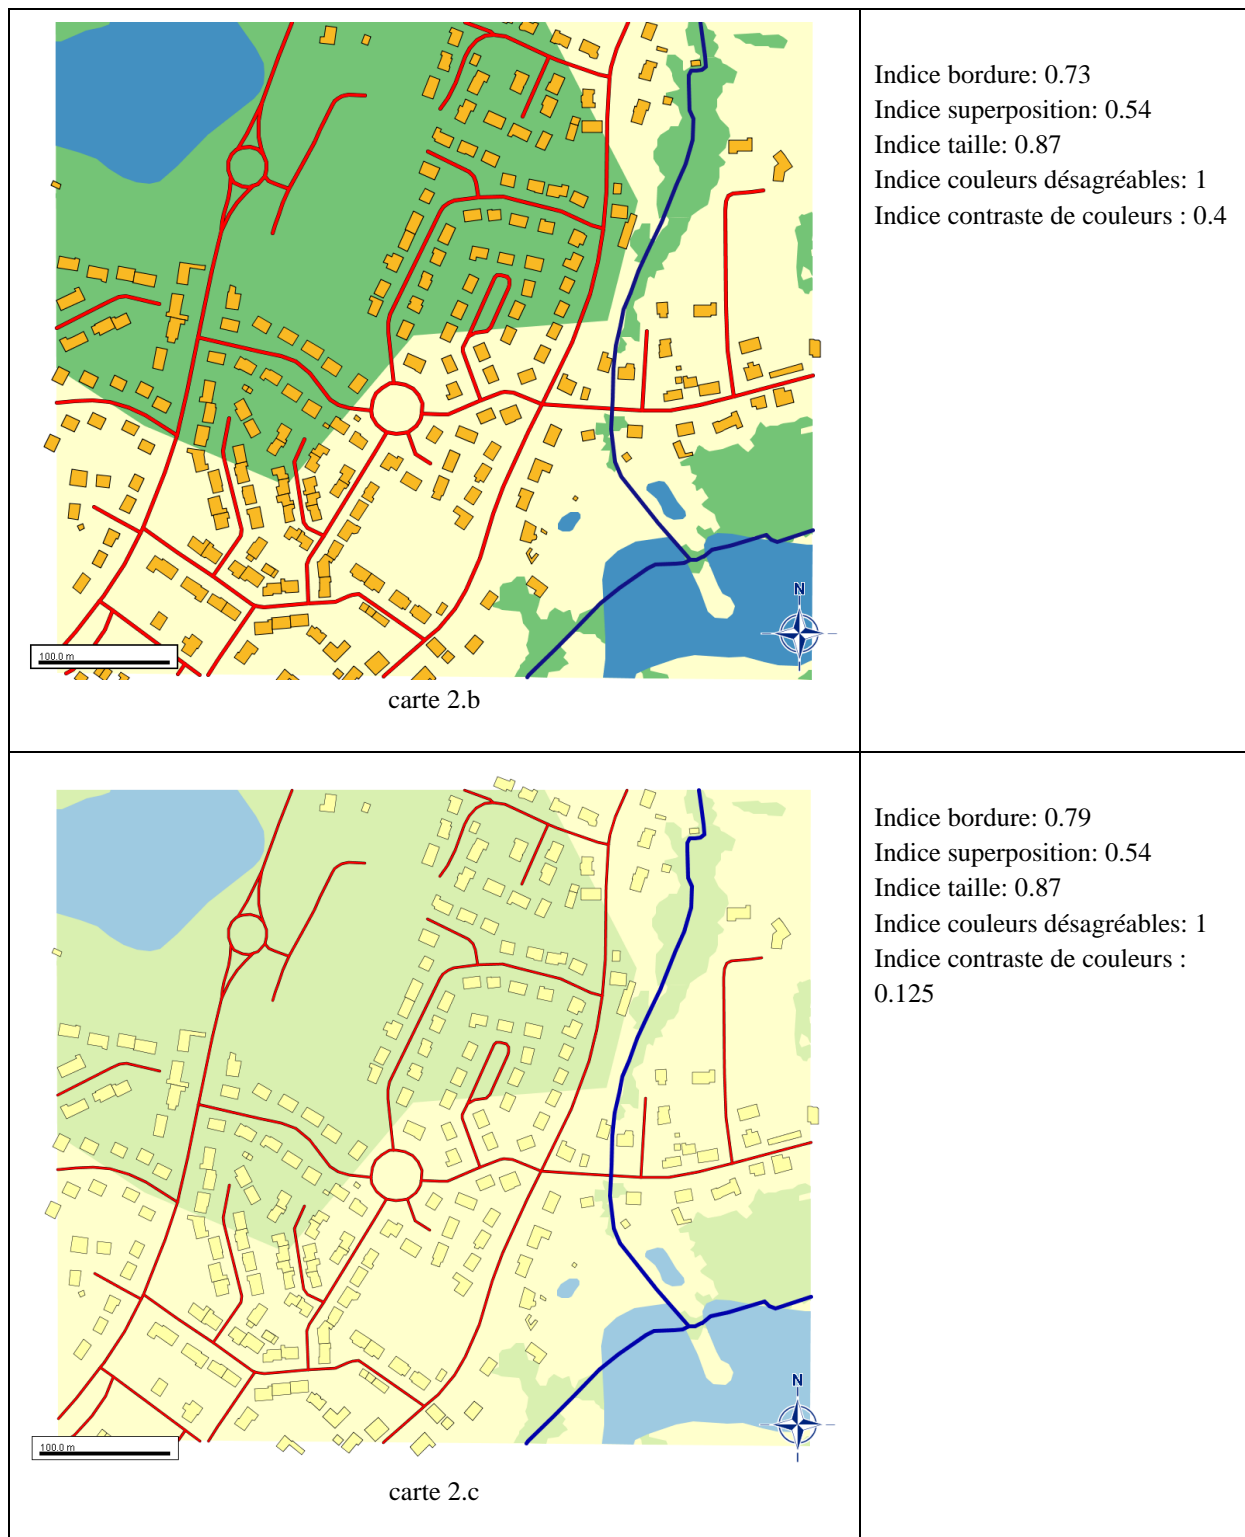 Indice bordure: 0.73
Indice superposition: 0.54
Indice taille: 0.87
Indice couleurs désagréables: 1
Indice contraste de couleurs : 0.4
N
100.0 m
carte 2.b
Indice bordure: 0.79
Indice superposition: 0.54
Indice taille: 0.87
Indice couleurs désagréables: 1
Indice contraste de couleurs :
0.125
N
100.0 m
carte 2.c